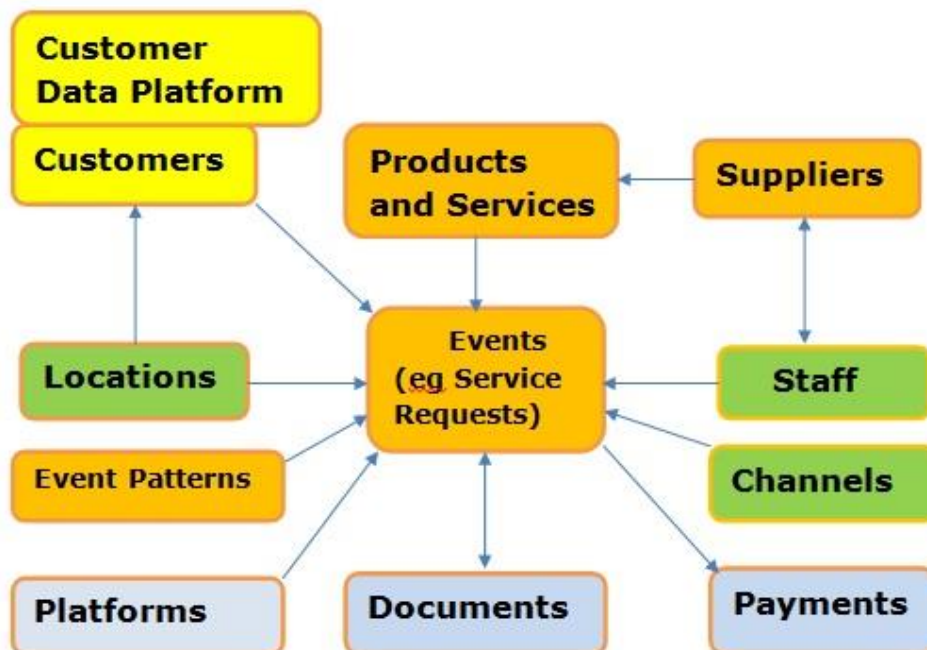 Customer
Data Platform
Customers
Products
and Services
Suppliers
Events
(eg Service
Requests)
Locations
Staff
Event Patterns
Channels
Platforms
Documents
Payments